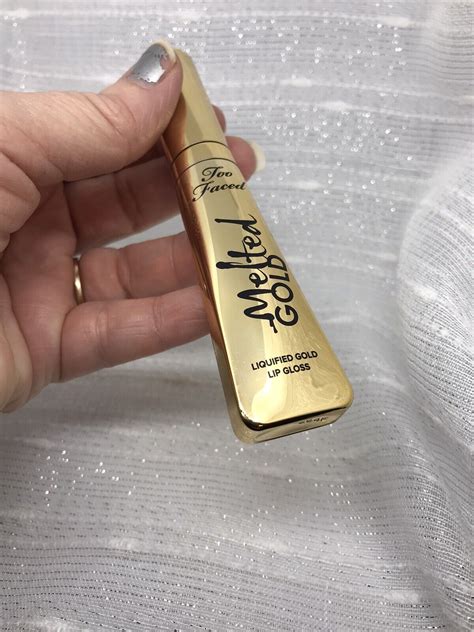 Too
Faced
Melted
GOLD
LIQUIFIED GOLD
LIP GLOSS